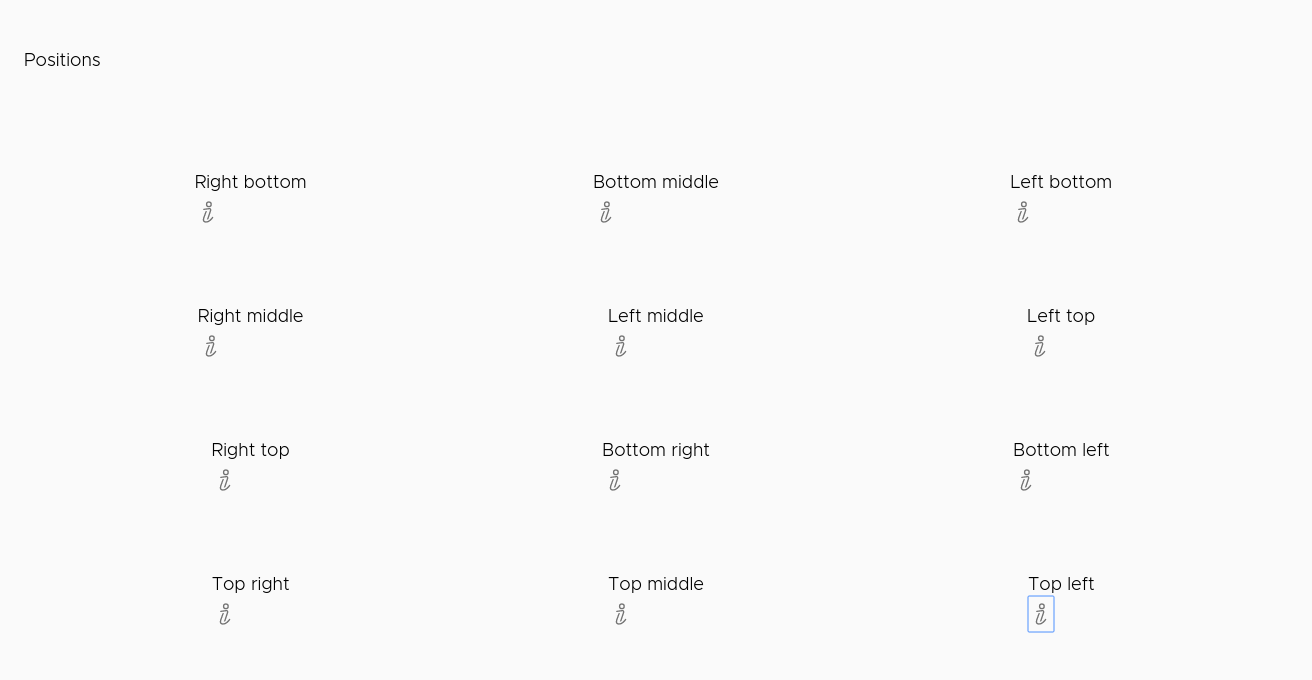 Positions
Right bottom
Bottom middle
Left bottom
Right middle
Left middle
Left top
Right top
Bottom right
Bottom left
Top right
Top middle
Top left